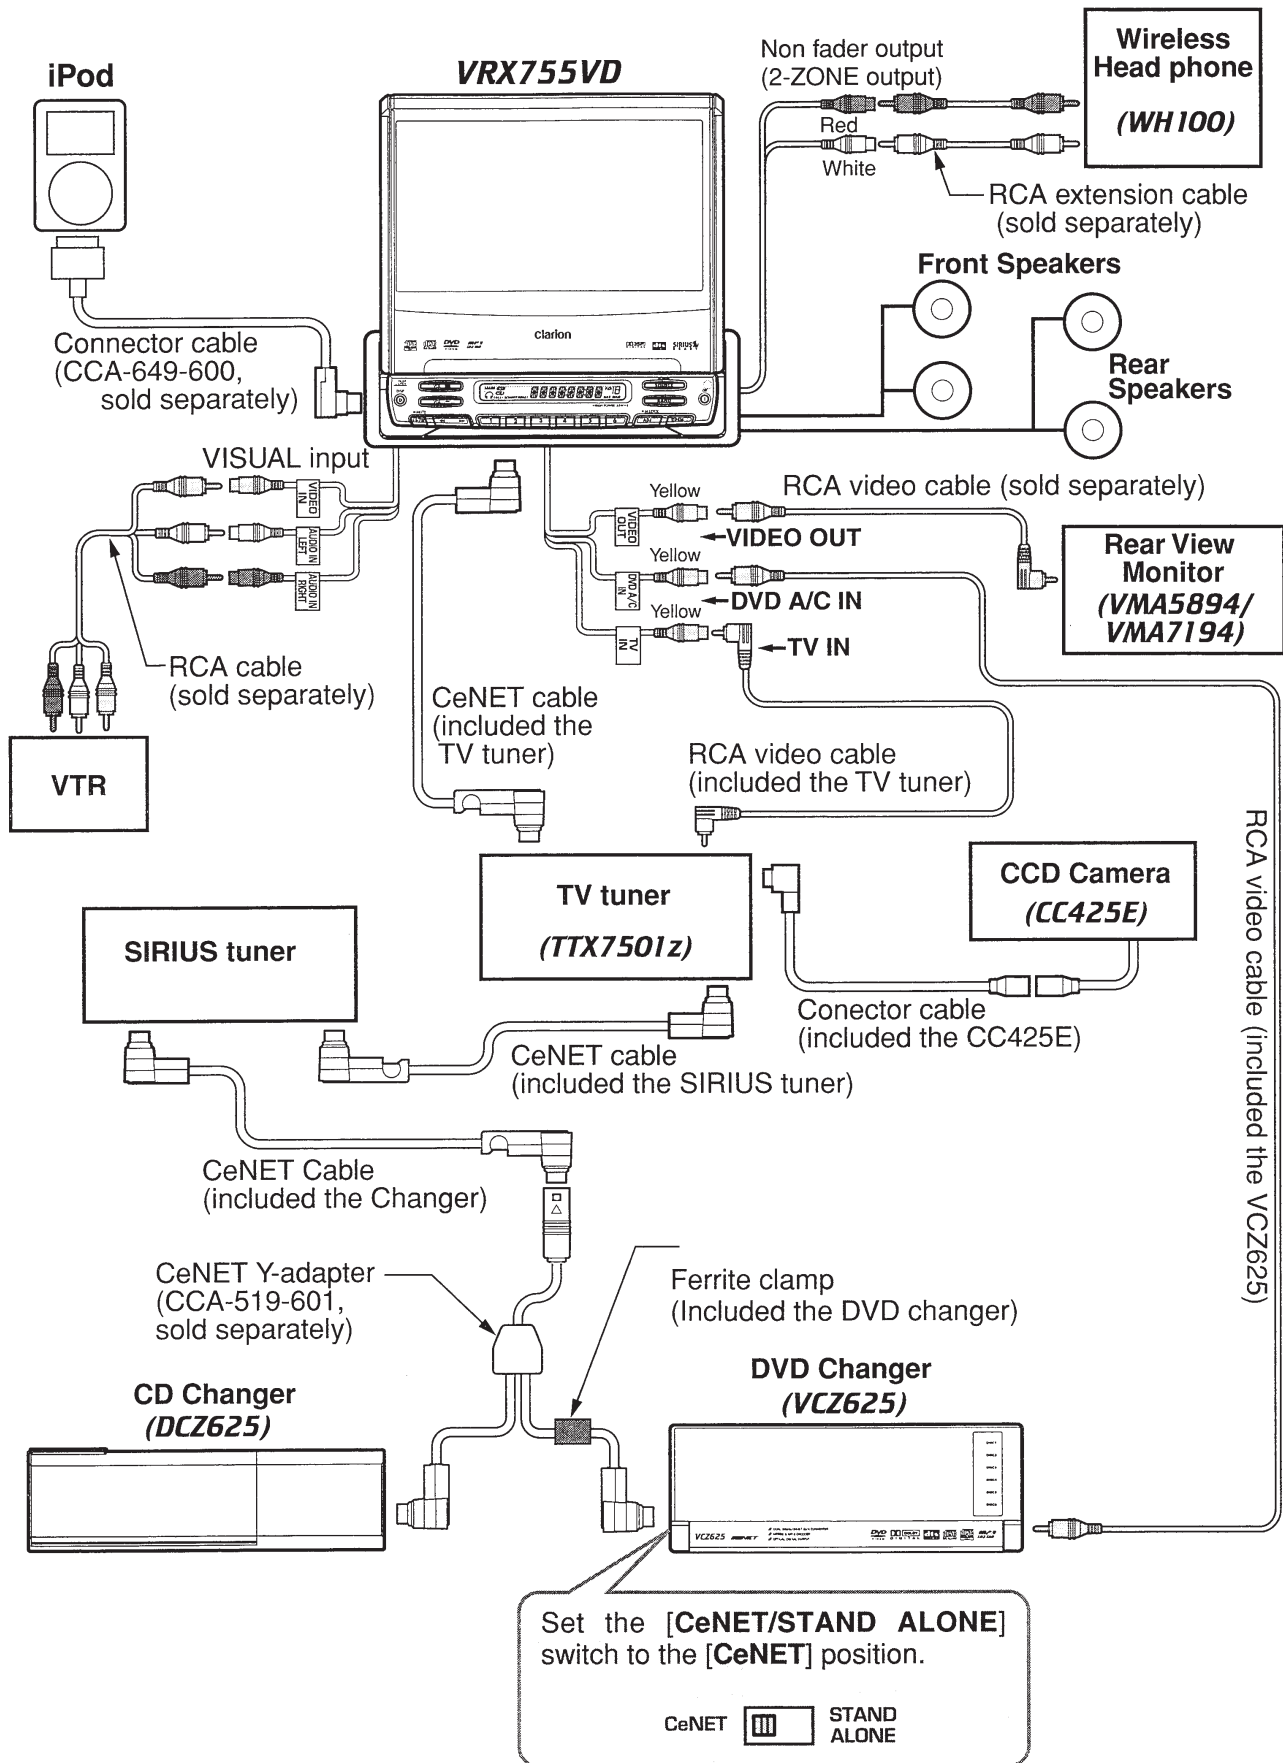 iPod
VRX755VD
Non fader output
(2-ZONE output)
Red
White
Wireless
Head phone
(WH100)
RCA extension cable
(sold separately)
Front Speakers
Rear
Speakers
Connector cable
(CCA-649-600,
sold separately)
clarion
DVD
SIRIUS
VISUAL input
VIDEO
IN
AUDIO IN
LEFT
AUDIO IN
RIGHT
RCA cable
(sold separately)
VTR
CeNET cable
(included the
TV tuner)
Yellow
VIDEO
OUT
VIDEO OUT
Yellow
DVD A/C
IN
DVD A/C IN
Yellow
TV
IN
TV IN
RCA video cable (sold separately)
Rear View
Monitor
(VMA5894/
VMA7194)
RCA video cable
(included the TV tuner)
RCA video cable (included the VCZ625)
TV tuner
(TTX7501z)
CCD Camera
(CC425E)
SIRIUS tuner
Conector cable
(included the CC425E)
CeNET cable
(included the SIRIUS tuner)
CeNET Cable
(included the Changer)
CeNET Y-adapter
(CCA-519-601,
sold separately)
Ferrite clamp
(Included the DVD changer)
CD Changer
(DCZ625)
DVD Changer
(VCZ625)
VCZ625 CeNET
DVD
DIGITAL
Set the [CeNET/STAND ALONE]
switch to the [CeNET] position.
CeNET
STAND
ALONE